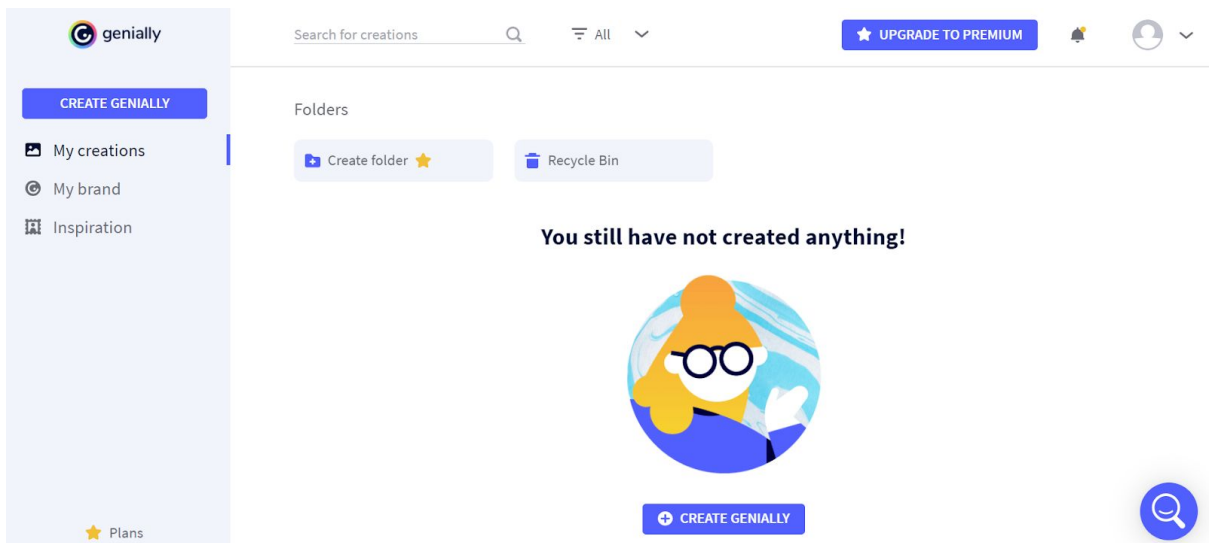 genially
Search for creations
All
UPGRADE TO PREMIUM
CREATE GENIALLY
My creations
My brand
Inspiration
Plans
Folders
Create folder
Recycle Bin
You still have not created anything!
CREATE GENIALLY